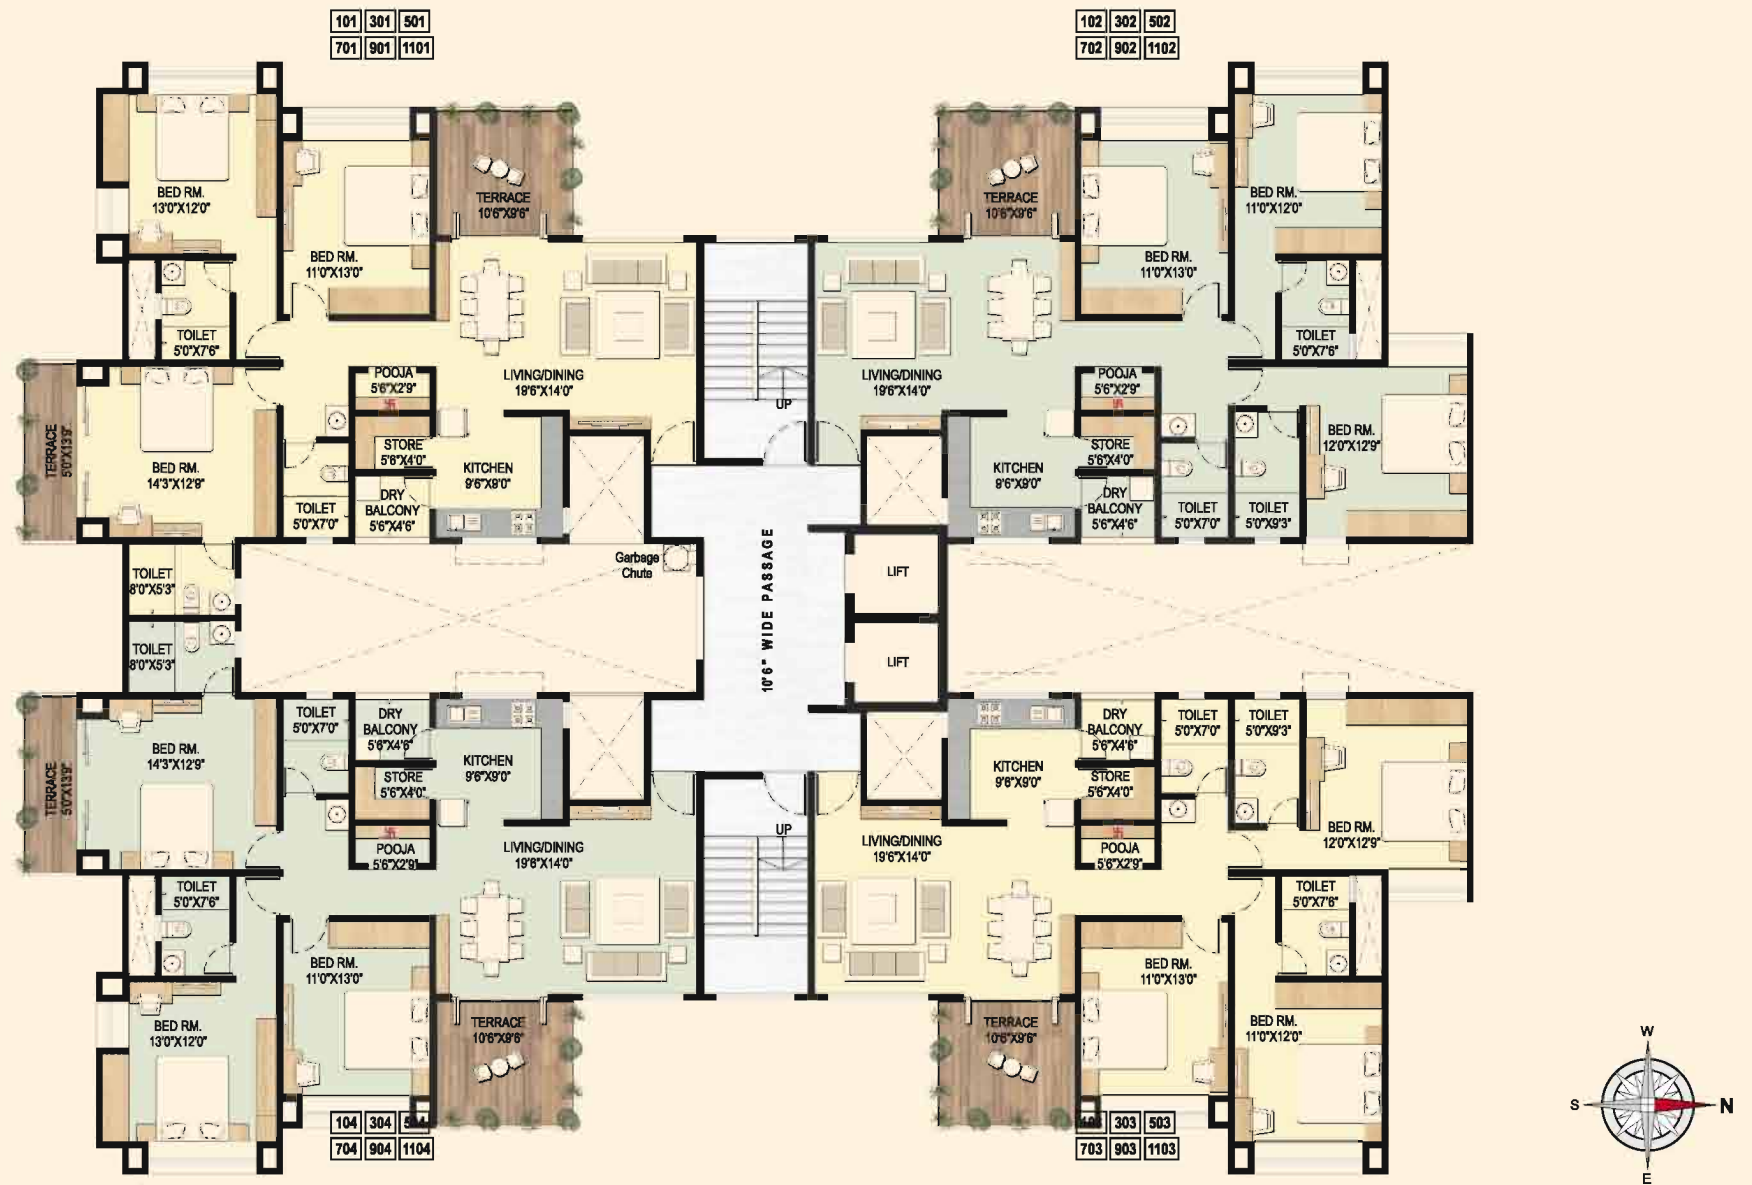 101 301 501
701 901 1101
102 302 502
702 902 1102
BED RM.
13'0"X12'0"
BED RM.
11'0"X13'0"
TERRACE
10'6"X9'6"
TOILET
5'0"X7'6"
TERRACE
5'0"X13'9"
BED RM.
14'3"X12'9"
POOJA
5'6"X2'9"
STORE
5'6"X4'0"
LIVING/DINING
19'6"X14'0"
KITCHEN
9'6"X9'0"
DRY
BALCONY
5'6"X4'6"
TOILET
5'0"X7'0"
TOILET
8'0"X5'3"
UP
TERRACE
10'6"X9'6"
BED RM.
11'0"X13'0"
BED RM.
11'0"X12'0"
TOILET
5'0"X7'6"
LIVING/DINING
19'6"X14'0"
POOJA
5'6"X2'9"
STORE
5'6"X4'0"
KITCHEN
9'6"X9'0"
DRY
BALCONY
5'6"X4'6"
TOILET
5'0"X7'0"
TOILET
5'0"X9'3"
BED RM.
12'0"X12'9"
Garbage
Chute
10'6" WIDE PASSAGE
LIFT
LIFT
TOILET
8'0"X5'3"
TERRACE
5'0"X13'9"
BED RM.
14'3"X12'9"
TOILET
5'0"X7'0"
DRY
BALCONY
5'6"X4'6"
KITCHEN
9'6"X9'0"
STORE
5'6"X4'0"
POOJA
5'6"X2'9"
LIVING/DINING
19'6"X14'0"
TOILET
5'0"X7'6"
BED RM.
13'0"X12'0"
BED RM.
11'0"X13'0"
TERRACE
10'6"X9'6"
UP
KITCHEN
9'6"X9'0"
DRY
BALCONY
5'6"X4'6"
TOILET
5'0"X7'0"
TOILET
5'0"X9'3"
STORE
5'6"X4'0"
POOJA
5'6"X2'9"
LIVING/DINING
19'6"X14'0"
BED RM.
12'0"X12'9"
TOILET
5'0"X7'6"
BED RM.
11'0"X13'0"
BED RM.
11'0"X12'0"
TERRACE
10'6"X9'6"
104 304 504
704 904 1104
103 303 503
703 903 1103
W
S
N
E